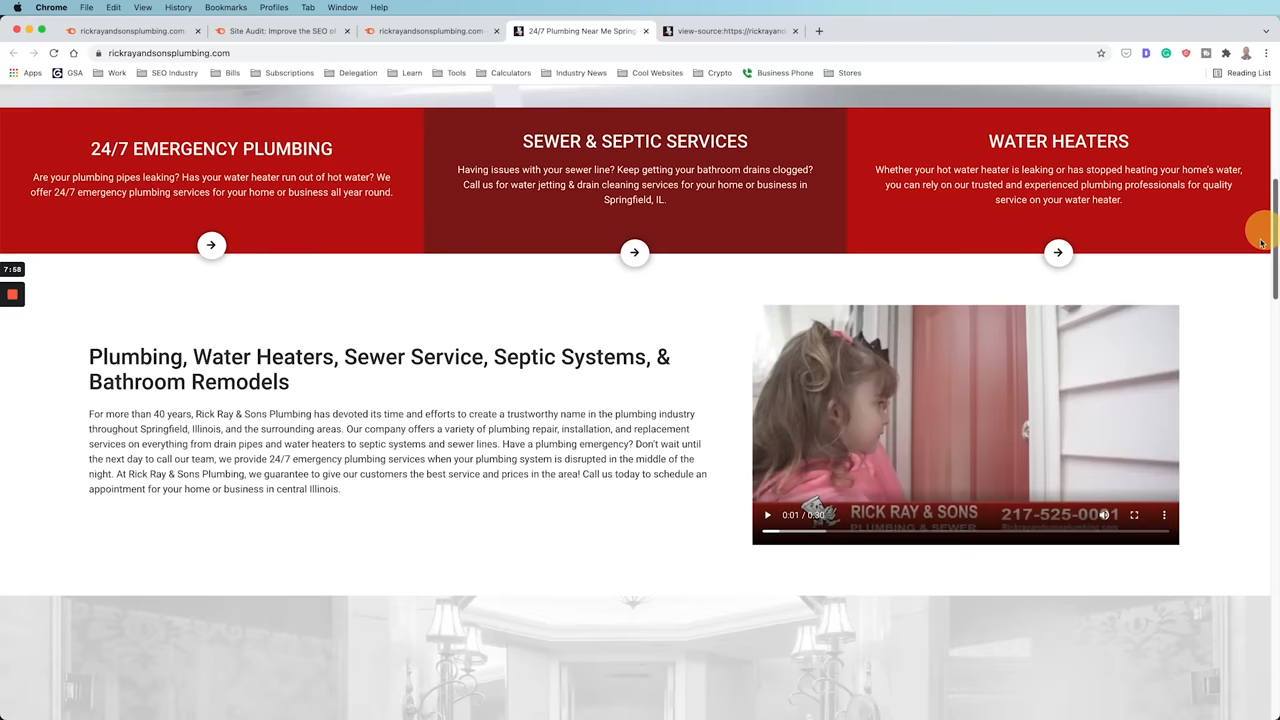 Chrome File Edit View History Bookmarks Profiles Tab Window Help
rickrayandsonsplumbing.com Site Audit: Improve the SEO of rickrayandsonsplumbing.com 24/7 Plumbing Near Me Spring view-source:https://rickrayand
rickrayandsonsplumbing.com
Apps GSA Work SEO Industry Bills Subscriptions Delegation Learn Tools Calculators Industry News Cool Websites Crypto Business Phone Stores Reading List
24/7 EMERGENCY PLUMBING
Are your plumbing pipes leaking? Has your water heater run out of hot water? We
offer 24/7 emergency plumbing services for your home or business all year round.
SEWER & SEPTIC SERVICES
Having issues with your sewer line? Keep getting your bathroom drains clogged?
Call us for water jetting & drain cleaning services for your home or business in
Springfield, IL.
WATER HEATERS
Whether your hot water heater is leaking or has stopped heating your home's water,
you can rely on our trusted and experienced plumbing professionals for quality
service on your water heater.
7:58
Plumbing, Water Heaters, Sewer Service, Septic Systems, &
Bathroom Remodels
For more than 40 years, Rick Ray & Sons Plumbing has devoted its time and efforts to create a trustworthy name in the plumbing industry
throughout Springfield, Illinois, and the surrounding areas. Our company offers a variety of plumbing repair, installation, and replacement
services on everything from drain pipes and water heaters to septic systems and sewer lines. Have a plumbing emergency? Don't wait until
the next day to call our team, we provide 24/7 emergency plumbing services when your plumbing system is disrupted in the middle of the
night. At Rick Ray & Sons Plumbing, we guarantee to give our customers the best service and prices in the area! Call us today to schedule an
appointment for your home or business in central Illinois.
RICK RAY & SONS 217-525-0001
0:01 / 0:30
PLUMBING & SEWER Rickrayandsonsplumbing.com